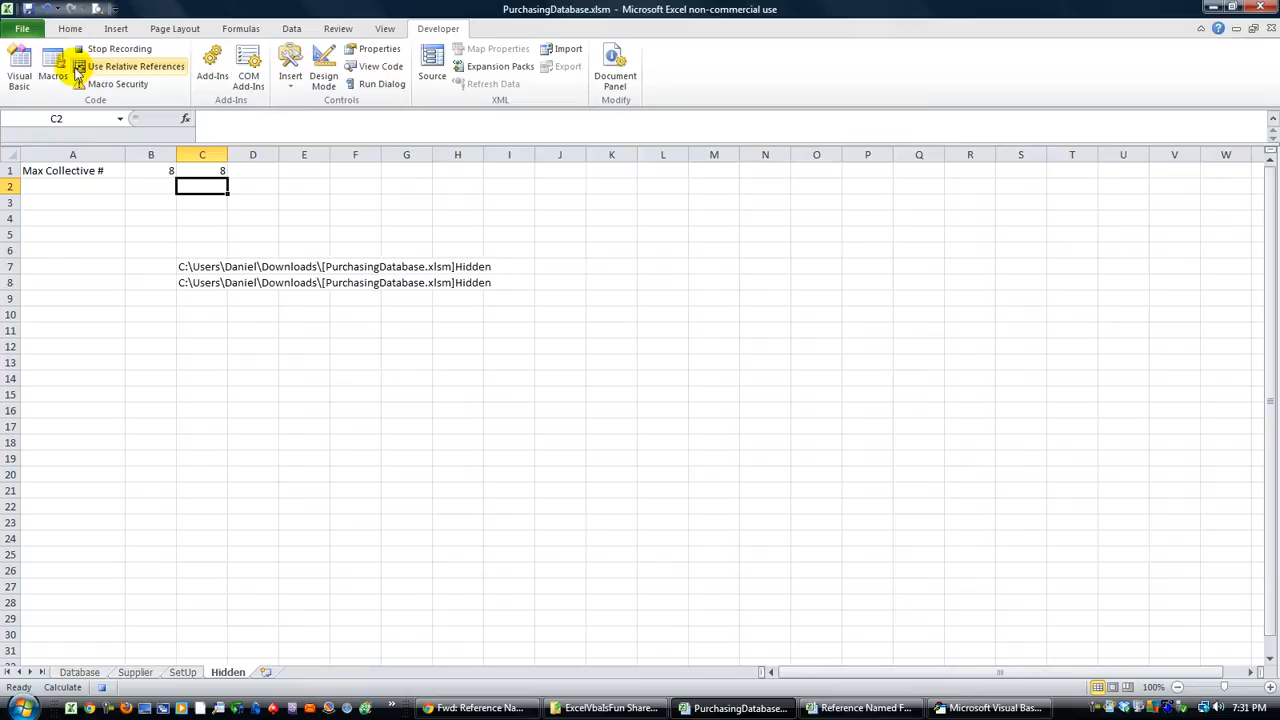 PurchasingDatabase.xlsm - Microsoft Excel non-commercial use
File Home Insert Page Layout Formulas Data Review View Developer
Visual Basic
Macros
Stop Recording
Use Relative References
Macro Security
Code
Add-Ins
COM Add-Ins
Add-Ins
Insert
Design Mode
Properties
View Code
Run Dialog
Controls
Source
Map Properties
Expansion Packs
Refresh Data
Import
Export
XML
Document Panel
Modify
C2 fx
A B C D E F G H I J K L M N O P Q R S T U V W
1 Max Collective # 8 8
2
3
4
5
6
7 C:\Users\Daniel\Downloads\[PurchasingDatabase.xlsm]Hidden
8 C:\Users\Daniel\Downloads\[PurchasingDatabase.xlsm]Hidden
9
10
11
12
13
14
15
16
17
18
19
20
21
22
23
24
25
26
27
28
29
30
31
Database Supplier SetUp Hidden
Ready Calculate 100%
Fwd: Reference Na... ExcelVbaIsFun Share... PurchasingDatabase.... Reference Named F... Microsoft Visual Bas... 7:31 PM